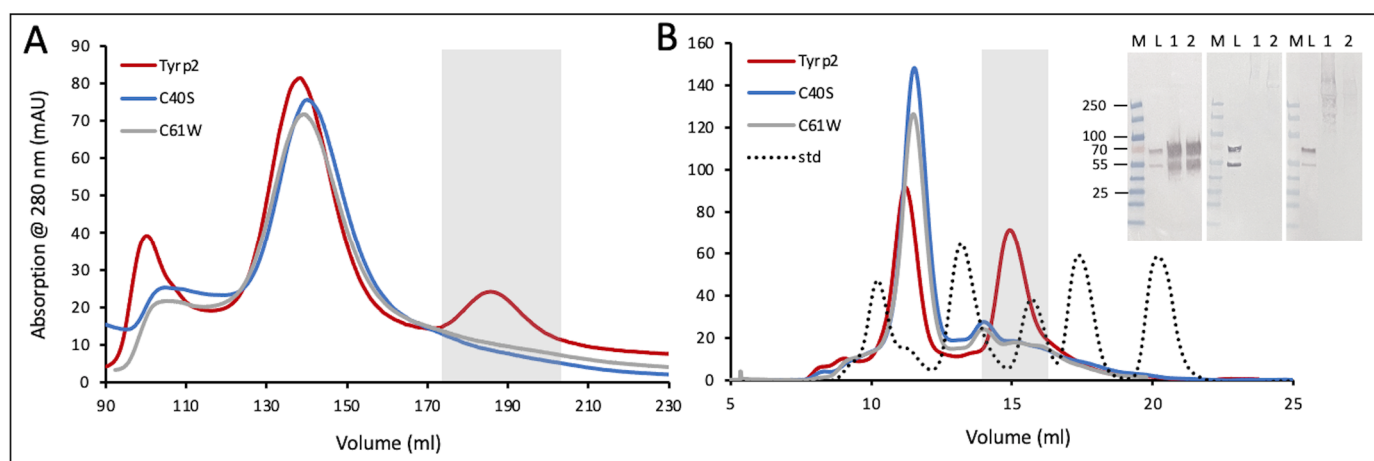 A
B
Absorption @ 280 nm (mAU)
90
80
70
60
50
40
30
20
10
0
Tyrp2
C40S
C61W
90 110 130 150 170 190 210 230
Volume (ml)
160
140
120
100
80
60
40
20
0
Tyrp2
C40S
C61W
std
5 10 15 20 25
Volume (ml)
M L 1 2 M L 1 2 M L 1 2
250
100
70
55
25